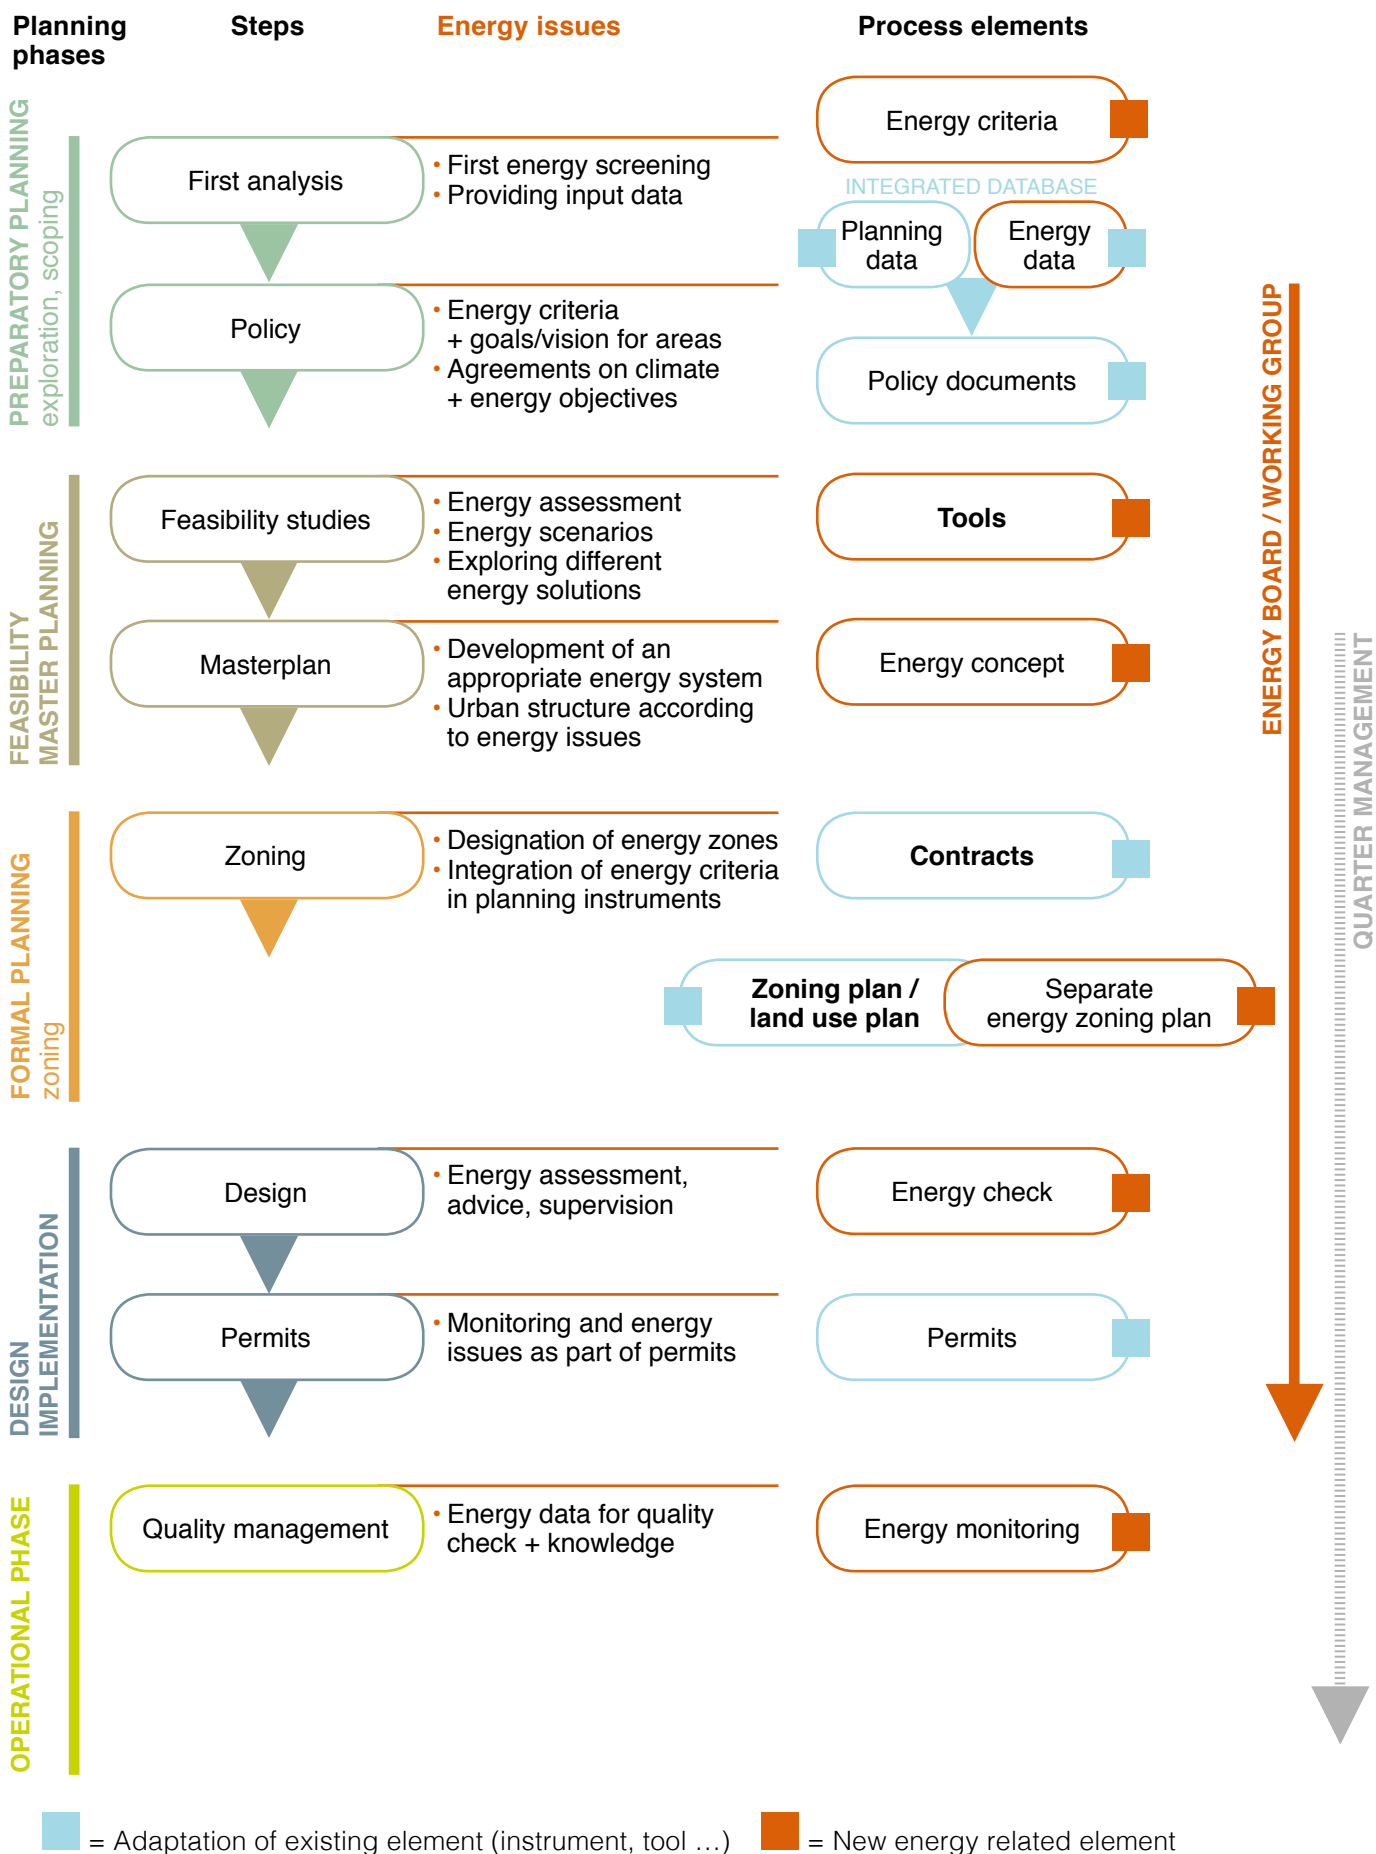 Planning
phases
Steps
Energy issues
Process elements
PREPARATORY PLANNING
exploration, scoping
First analysis
• First energy screening
• Providing input data
Energy criteria
INTEGRATED DATABASE
Planning
data
Energy
data
Policy
• Energy criteria
+ goals/vision for areas
• Agreements on climate
+ energy objectives
Policy documents
FEASIBILITY
MASTER PLANNING
Feasibility studies
• Energy assessment
• Energy scenarios
• Exploring different
energy solutions
Tools
Masterplan
• Development of an
appropriate energy system
• Urban structure according
to energy issues
Energy concept
FORMAL PLANNING
zoning
Zoning
• Designation of energy zones
• Integration of energy criteria
in planning instruments
Contracts
Zoning plan /
land use plan
Separate
energy zoning plan
DESIGN
IMPLEMENTATION
Design
• Energy assessment,
advice, supervision
Energy check
Permits
• Monitoring and energy
issues as part of permits
Permits
OPERATIONAL PHASE
Quality management
• Energy data for quality
check + knowledge
Energy monitoring
ENERGY BOARD / WORKING GROUP
QUARTER MANAGEMENT
= Adaptation of existing element (instrument, tool ...)
= New energy related element